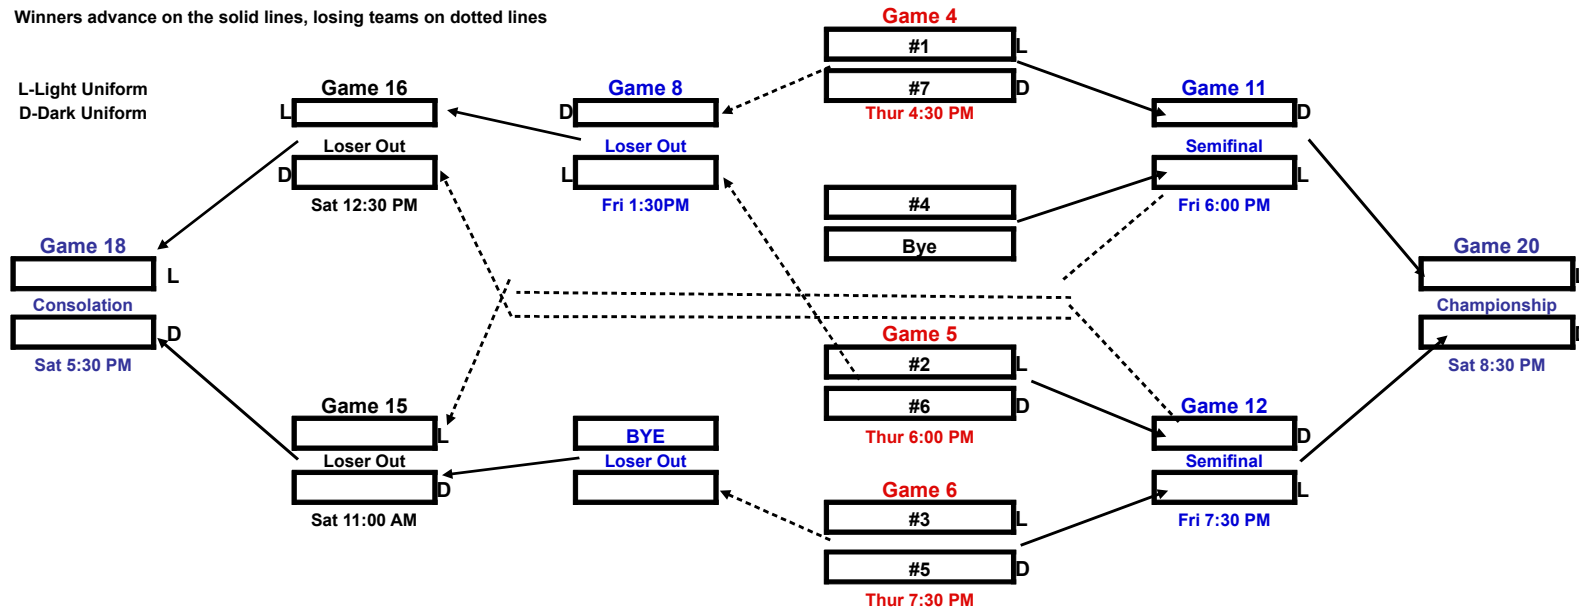 Winners advance on the solid lines, losing teams on dotted lines
L-Light Uniform
D-Dark Uniform
Game 4
#1 L
#7 D
Thur 4:30 PM
Game 16
L
Loser Out
D
Sat 12:30 PM
Game 8
D
Loser Out
L
Fri 1:30PM
Game 11
D
Semifinal
L
Fri 6:00 PM
#4
Bye
Game 18
L
Consolation
D
Sat 5:30 PM
Game 20
Championship
Sat 8:30 PM
Game 5
#2 L
#6 D
Thur 6:00 PM
Game 15
L
Loser Out
D
Sat 11:00 AM
BYE
Loser Out
Game 12
D
Semifinal
L
Fri 7:30 PM
Game 6
#3 L
#5 D
Thur 7:30 PM